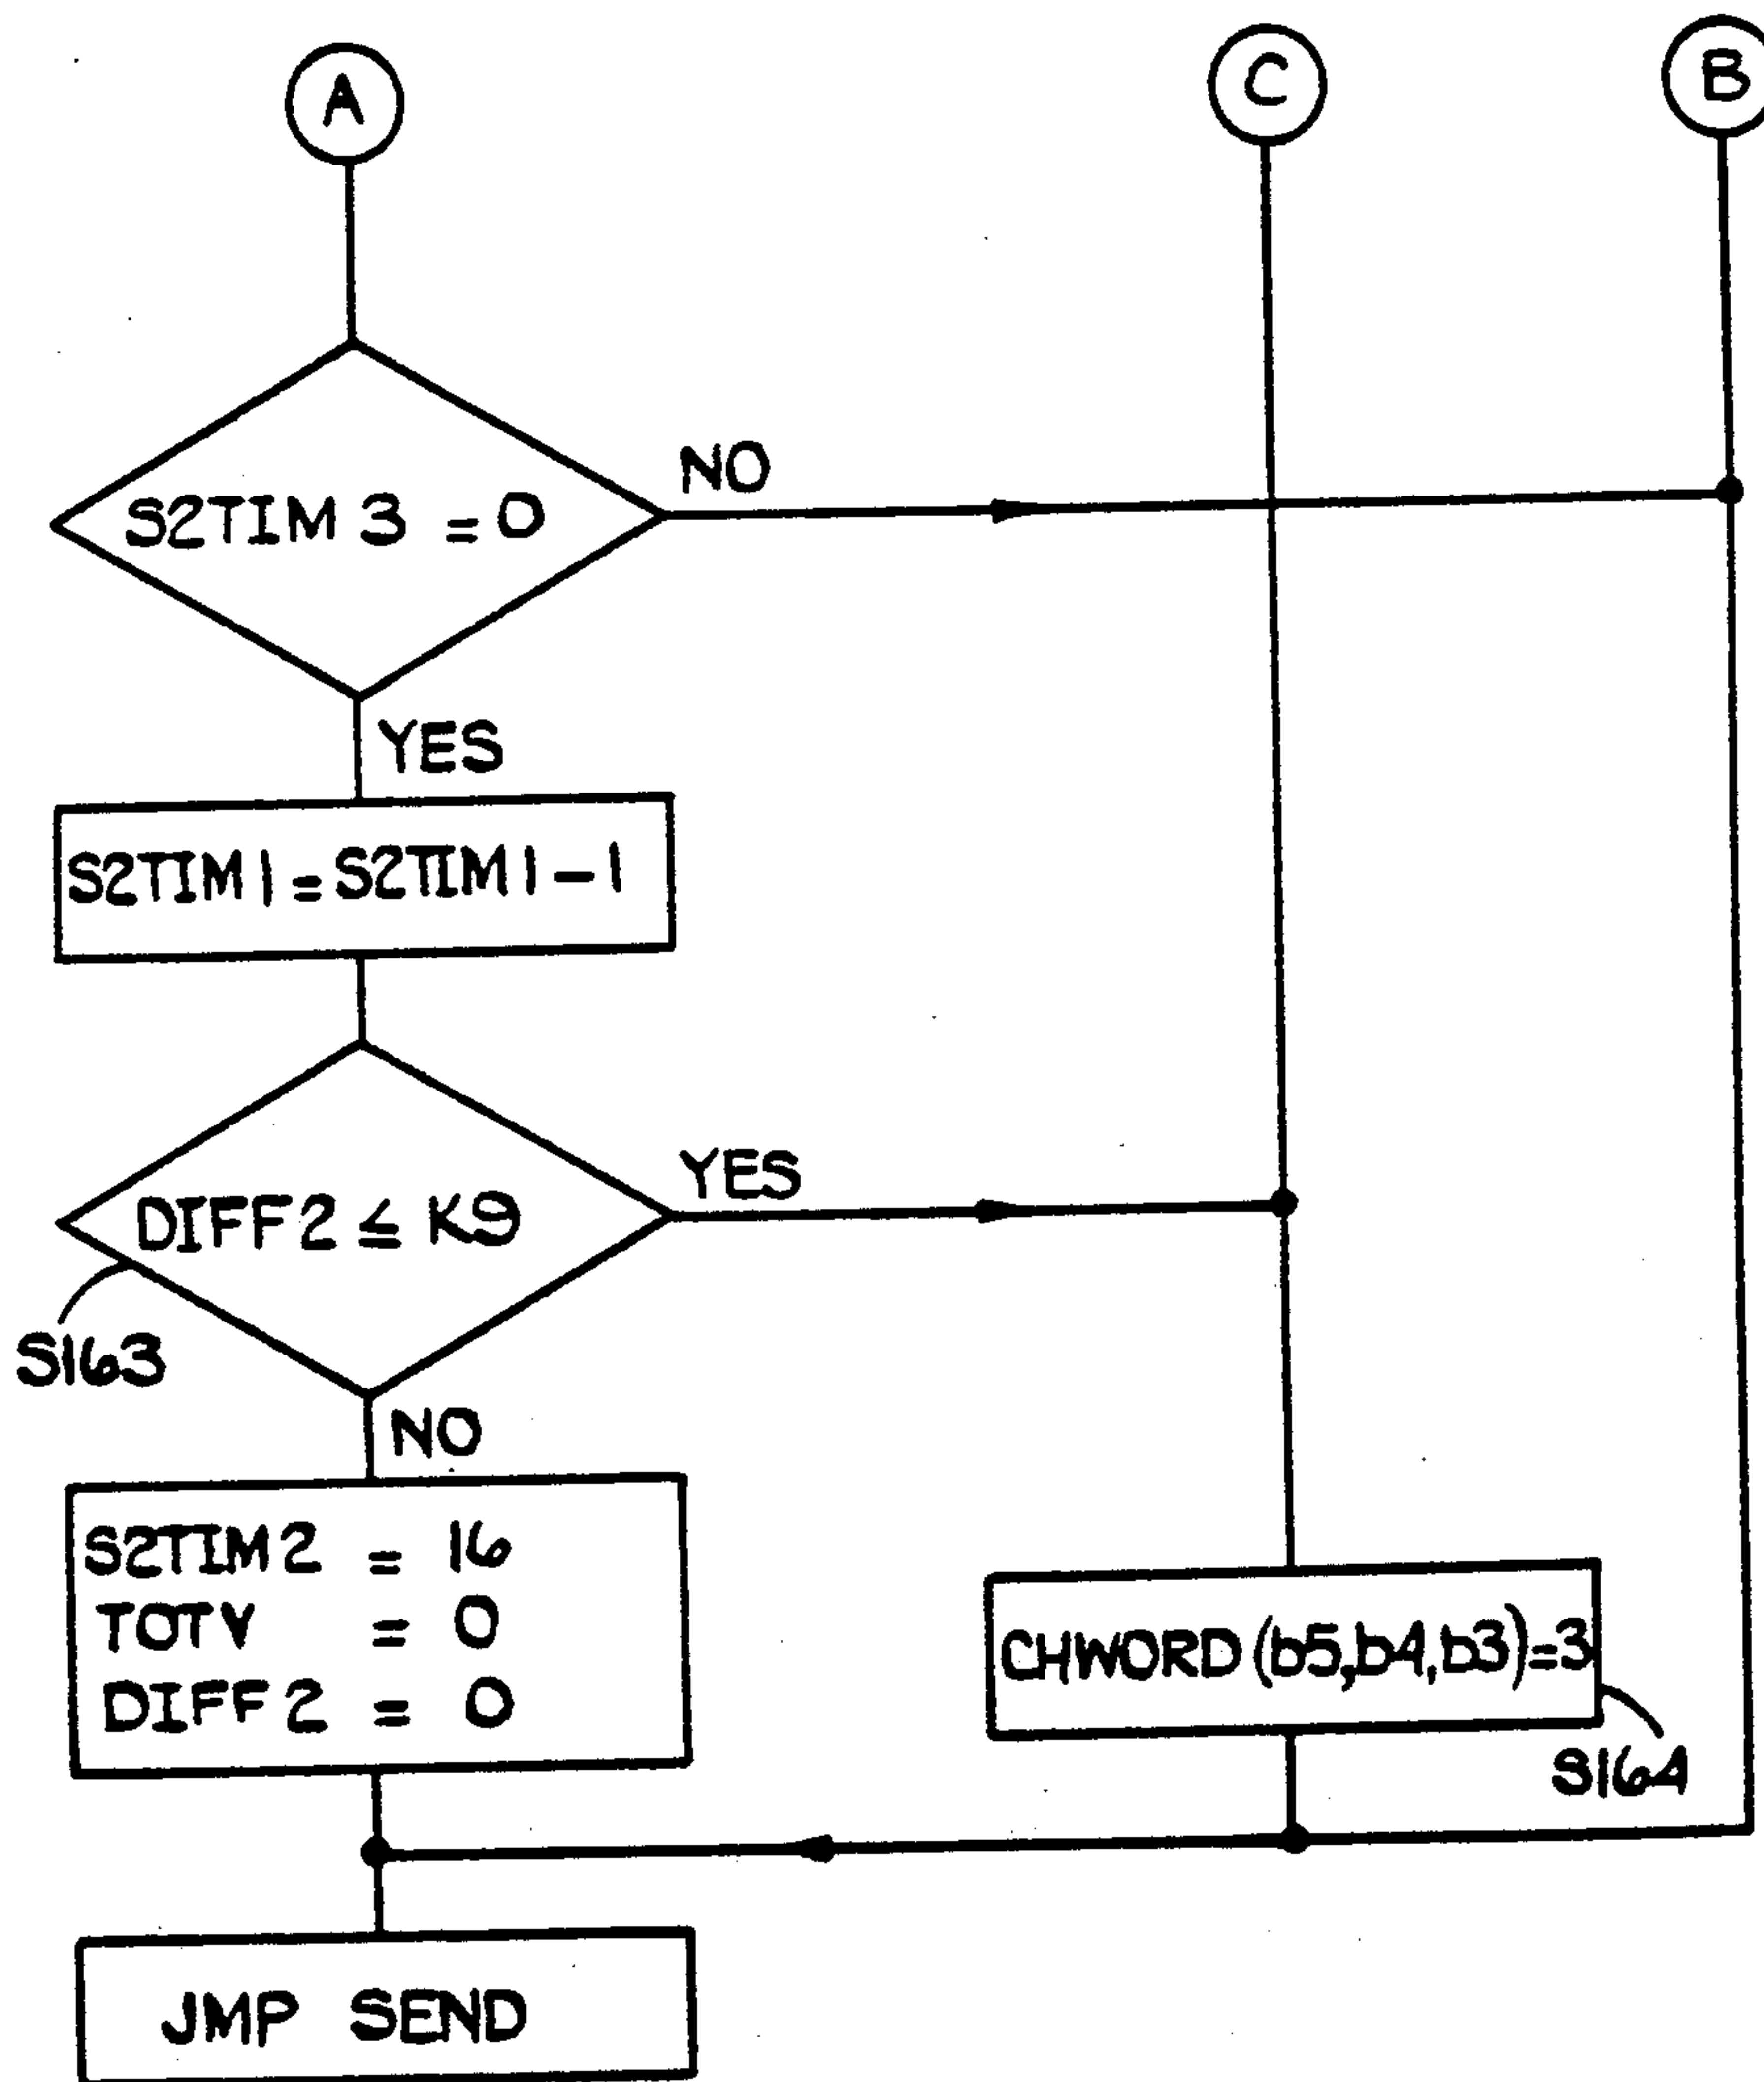 A
C
B
S2TIM 3 = 0
NO
YES
S2TIM1 = S2TIM1 - 1
DIFF2 ≤ K9
YES
S163
NO
S2TIM2 = 16
TOTV = 0
DIFF2 = 0
CHWORD (b5,b4,b3)=3
S164
JMP SEND